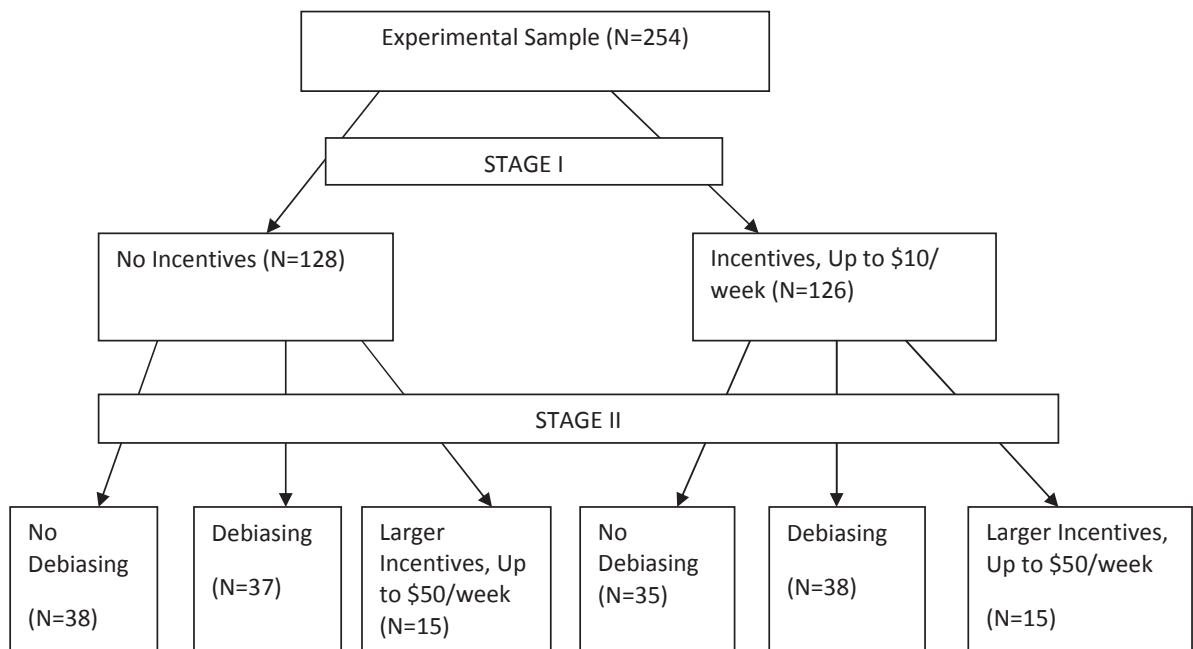 Experimental Sample (N=254)
STAGE I
No Incentives (N=128)
Incentives, Up to $10/
week (N=126)
STAGE II
No
Debiasing
(N=38)
Debiasing
(N=37)
Larger
Incentives, Up
to $50/week
(N=15)
No
Debiasing
(N=35)
Debiasing
(N=38)
Larger Incentives,
Up to $50/week
(N=15)